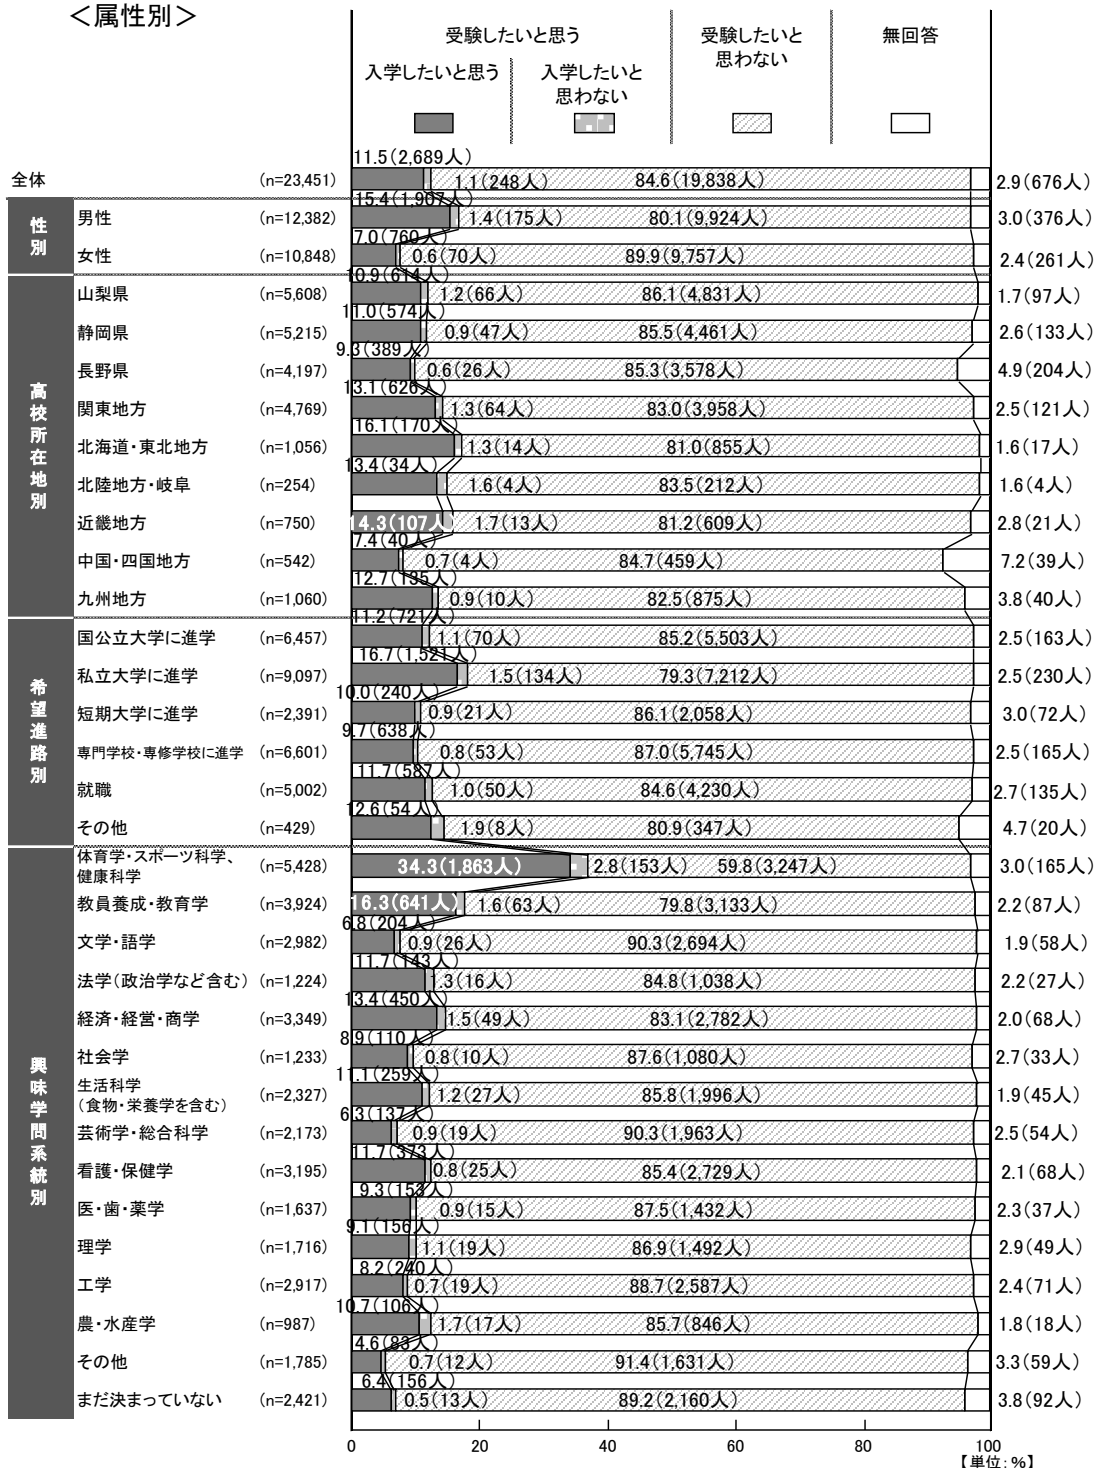 ＜属性別＞
受験したいと思う
受験したいと
思わない
無回答
入学したいと思う
入学したいと
思わない
11.5(2,689人)
全体 (n=23,451) 1.1(248人) 84.6(19,838人) 2.9(676人)
性別
15.4(1,907人)
男性 (n=12,382) 1.4(175人) 80.1(9,924人) 3.0(376人)
7.0(760人)
女性 (n=10,848) 0.6(70人) 89.9(9,757人) 2.4(261人)
高校所在地別
10.9(614人)
山梨県 (n=5,608) 1.2(66人) 86.1(4,831人) 1.7(97人)
11.0(574人)
静岡県 (n=5,215) 0.9(47人) 85.5(4,461人) 2.6(133人)
9.3(389人)
長野県 (n=4,197) 0.6(26人) 85.3(3,578人) 4.9(204人)
13.1(626人)
関東地方 (n=4,769) 1.3(64人) 83.0(3,958人) 2.5(121人)
16.1(170人)
北海道・東北地方 (n=1,056) 1.3(14人) 81.0(855人) 1.6(17人)
13.4(34人)
北陸地方・岐阜 (n=254) 1.6(4人) 83.5(212人) 1.6(4人)
近畿地方 (n=750) 14.3(107人) 1.7(13人) 81.2(609人) 2.8(21人)
7.4(40人)
中国・四国地方 (n=542) 0.7(4人) 84.7(459人) 7.2(39人)
12.7(135人)
九州地方 (n=1,060) 0.9(10人) 82.5(875人) 3.8(40人)
希望進路別
11.2(721人)
国公立大学に進学 (n=6,457) 1.1(70人) 85.2(5,503人) 2.5(163人)
16.7(1,521人)
私立大学に進学 (n=9,097) 1.5(134人) 79.3(7,212人) 2.5(230人)
10.0(240人)
短期大学に進学 (n=2,391) 0.9(21人) 86.1(2,058人) 3.0(72人)
9.7(638人)
専門学校・専修学校に進学 (n=6,601) 0.8(53人) 87.0(5,745人) 2.5(165人)
11.7(587人)
就職 (n=5,002) 1.0(50人) 84.6(4,230人) 2.7(135人)
12.6(54人)
その他 (n=429) 1.9(8人) 80.9(347人) 4.7(20人)
興味学問系統別
体育学・スポーツ科学、
健康科学 (n=5,428) 34.3(1,863人) 2.8(153人) 59.8(3,247人) 3.0(165人)
教員養成・教育学 (n=3,924) 16.3(641人) 1.6(63人) 79.8(3,133人) 2.2(87人)
6.8(204人)
文学・語学 (n=2,982) 0.9(26人) 90.3(2,694人) 1.9(58人)
11.7(143人)
法学(政治学など含む) (n=1,224) 1.3(16人) 84.8(1,038人) 2.2(27人)
13.4(450人)
経済・経営・商学 (n=3,349) 1.5(49人) 83.1(2,782人) 2.0(68人)
8.9(110人)
社会学 (n=1,233) 0.8(10人) 87.6(1,080人) 2.7(33人)
11.1(259人)
生活科学
(食物・栄養学を含む) (n=2,327) 1.2(27人) 85.8(1,996人) 1.9(45人)
6.3(137人)
芸術学・総合科学 (n=2,173) 0.9(19人) 90.3(1,963人) 2.5(54人)
11.7(373人)
看護・保健学 (n=3,195) 0.8(25人) 85.4(2,729人) 2.1(68人)
9.3(153人)
医・歯・薬学 (n=1,637) 0.9(15人) 87.5(1,432人) 2.3(37人)
9.1(156人)
理学 (n=1,716) 1.1(19人) 86.9(1,492人) 2.9(49人)
8.2(240人)
工学 (n=2,917) 0.7(19人) 88.7(2,587人) 2.4(71人)
10.7(106人)
農・水産学 (n=987) 1.7(17人) 85.7(846人) 1.8(18人)
4.6(83人)
その他 (n=1,785) 0.7(12人) 91.4(1,631人) 3.3(59人)
6.4(156人)
まだ決まっていない (n=2,421) 0.5(13人) 89.2(2,160人) 3.8(92人)
0 20 40 60 80 100
【単位：％】